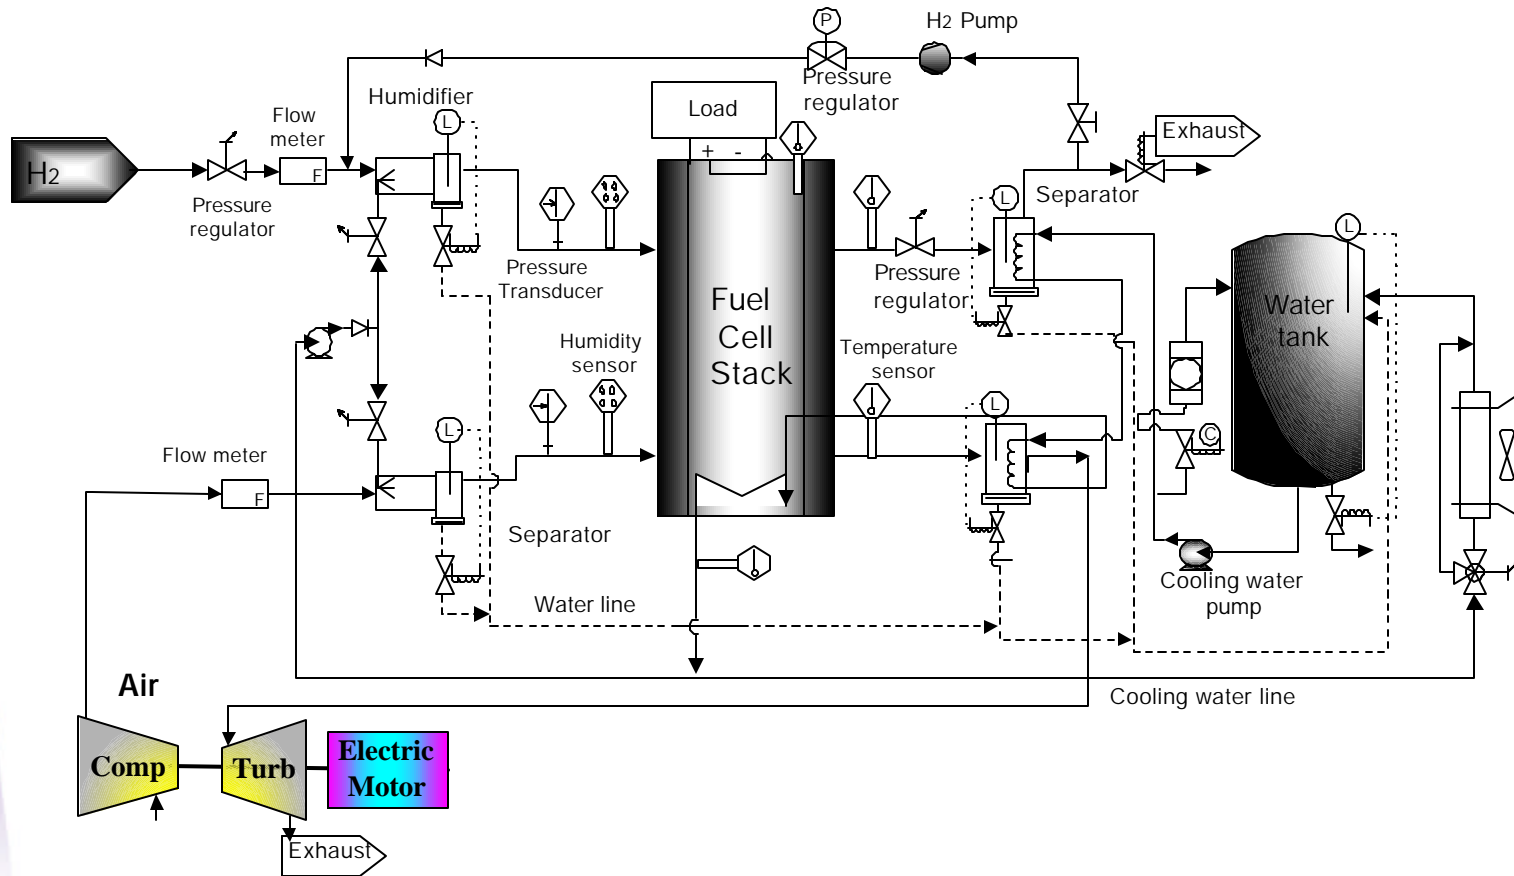 P
H2 Pump
Pressure
regulator
Humidifier
Load
Flow
meter
L
Exhaust
+ -
H2
F
L
Separator
L
Pressure
regulator
Pressure
Transducer
Pressure
regulator
Fuel
Cell
Stack
Water
tank
Humidity
sensor
Temperature
sensor
L
L
C
Flow meter
F
Separator
Cooling water
pump
Water line
Air
Cooling water line
Comp
Turb
Electric
Motor
Exhaust